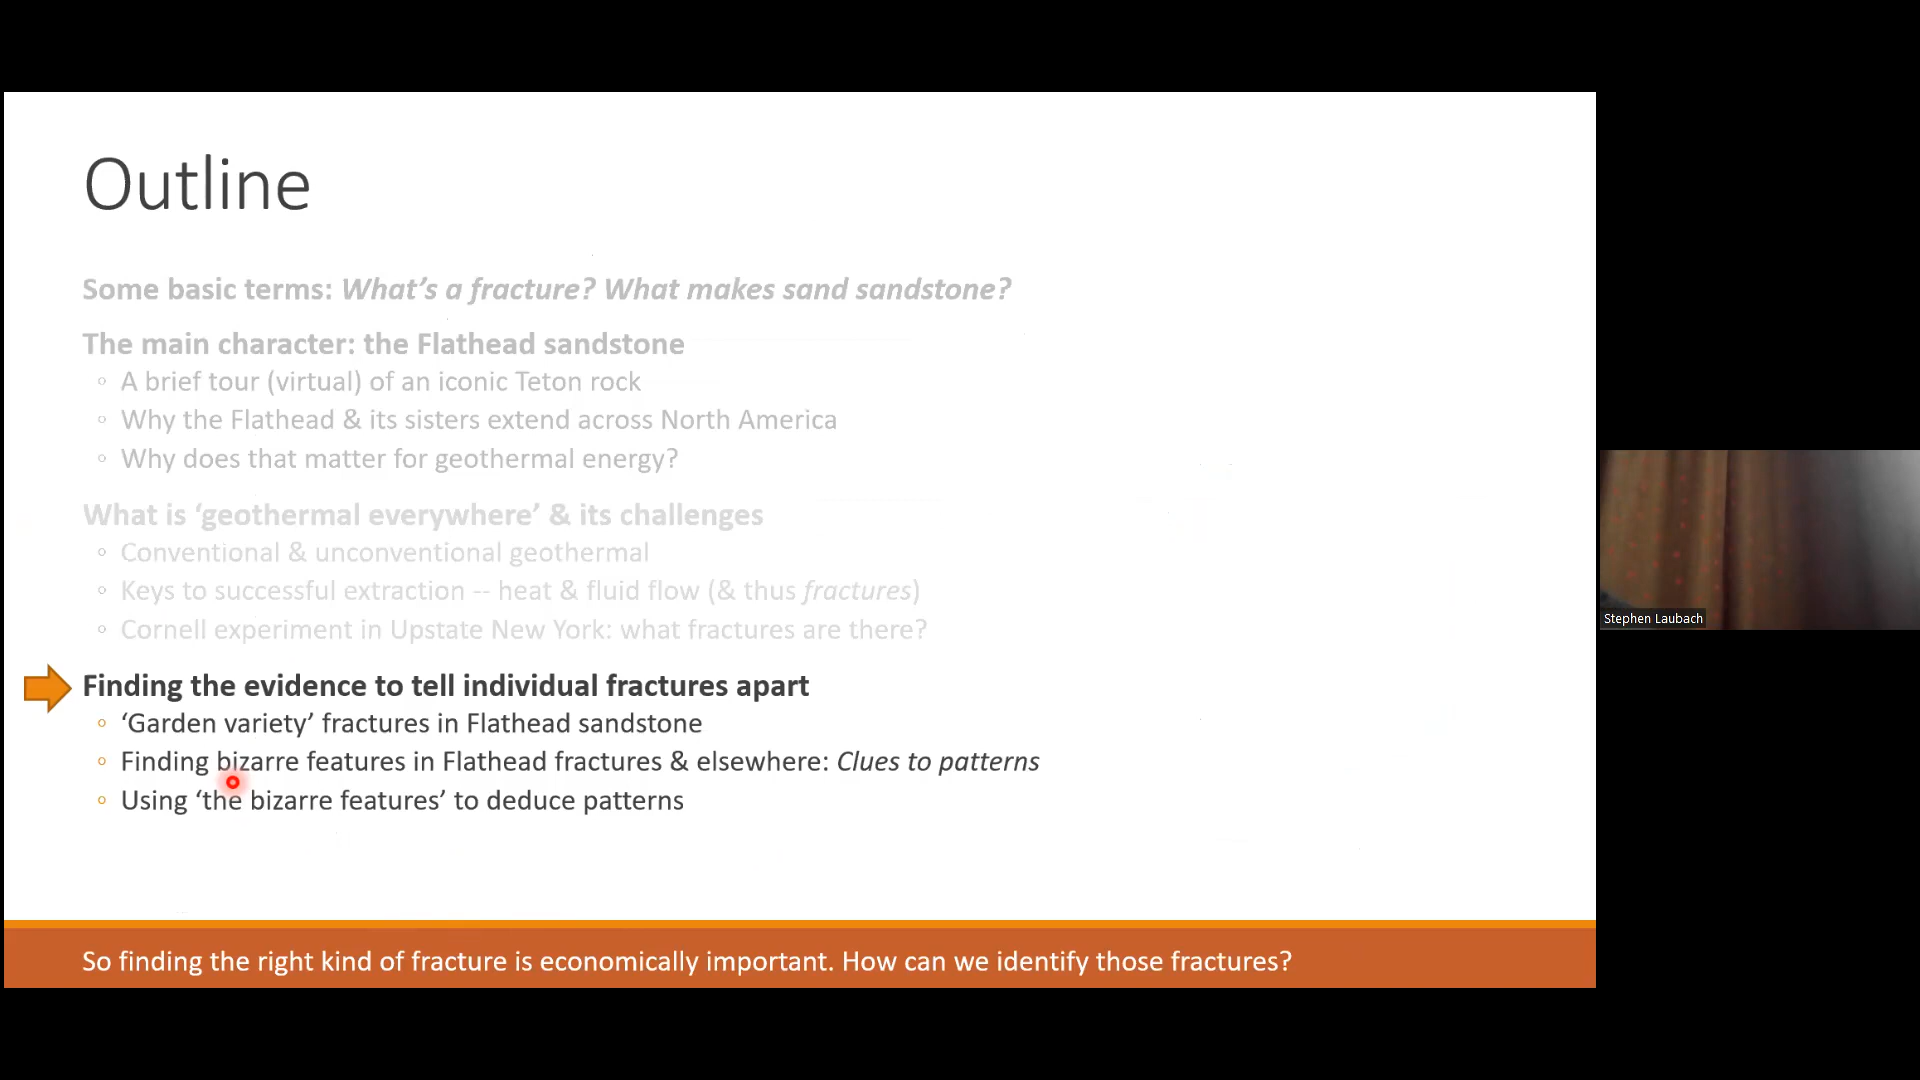 Outline
Some basic terms: What’s a fracture? What makes sand sandstone?
The main character: the Flathead sandstone
◦ A brief tour (virtual) of an iconic Teton rock
◦ Why the Flathead & its sisters extend across North America
◦ Why does that matter for geothermal energy?
What is ‘geothermal everywhere’ & its challenges
◦ Conventional & unconventional geothermal
◦ Keys to successful extraction -- heat & fluid flow (& thus fractures)
◦ Cornell experiment in Upstate New York: what fractures are there?
Finding the evidence to tell individual fractures apart
◦ ‘Garden variety’ fractures in Flathead sandstone
◦ Finding bizarre features in Flathead fractures & elsewhere: Clues to patterns
◦ Using ‘the bizarre features’ to deduce patterns
So finding the right kind of fracture is economically important. How can we identify those fractures?
Stephen Laubach